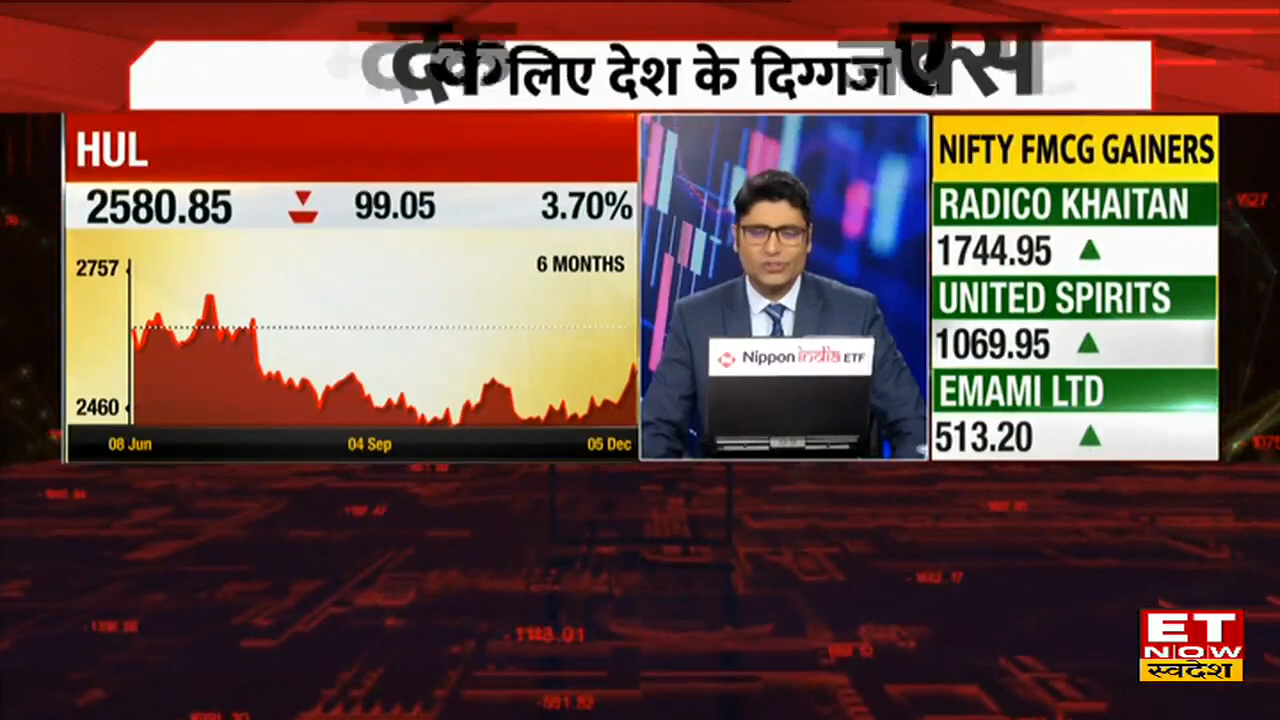 लिए देश के दिग्गज
HUL
2580.85 99.05 3.70%
6 MONTHS
2757
2460
08 Jun 04 Sep 05 Dec
Nippon india ETF
NIFTY FMCG GAINERS
RADICO KHAITAN
1744.95
UNITED SPIRITS
1069.95
EMAMI LTD
513.20
ET
NOW
स्वदेश